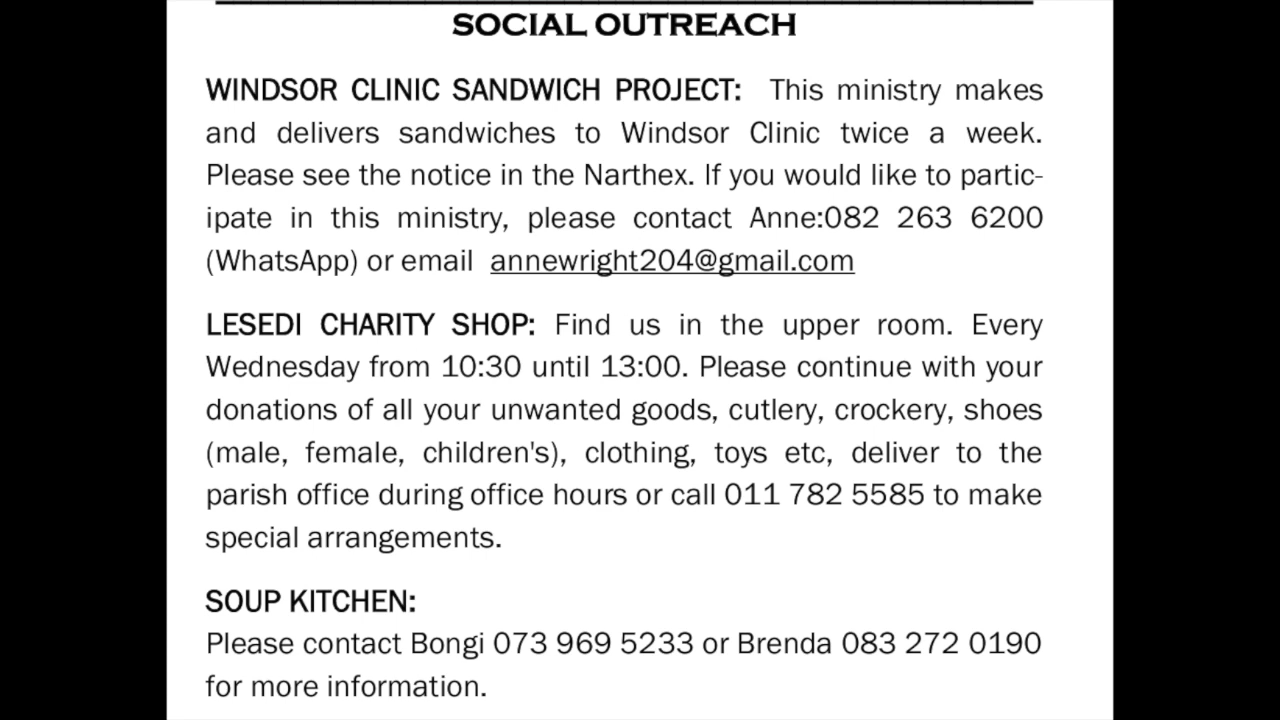 SOCIAL OUTREACH
WINDSOR CLINIC SANDWICH PROJECT: This ministry makes
and delivers sandwiches to Windsor Clinic twice a week.
Please see the notice in the Narthex. If you would like to partic-
ipate in this ministry, please contact Anne:082 263 6200
(WhatsApp) or email annewright204@gmail.com
LESEDI CHARITY SHOP: Find us in the upper room. Every
Wednesday from 10:30 until 13:00. Please continue with your
donations of all your unwanted goods, cutlery, crockery, shoes
(male, female, children's), clothing, toys etc, deliver to the
parish office during office hours or call 011 782 5585 to make
special arrangements.
SOUP KITCHEN:
Please contact Bongi 073 969 5233 or Brenda 083 272 0190
for more information.